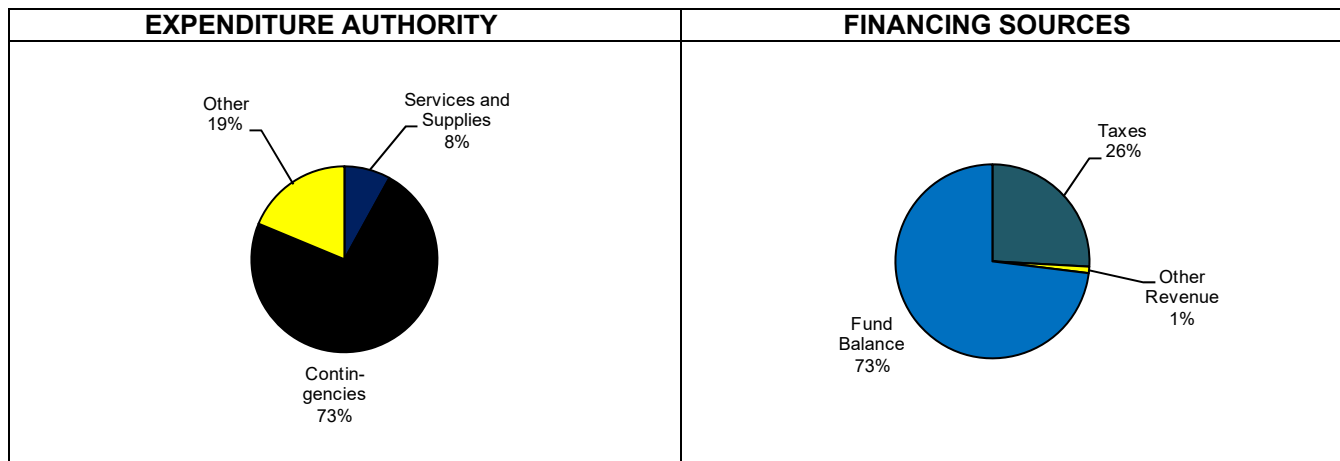 EXPENDITURE AUTHORITY
FINANCING SOURCES
Other
19%
Services and
Supplies
8%
Contin-
gencies
73%
Taxes
26%
Other
Revenue
1%
Fund
Balance
73%